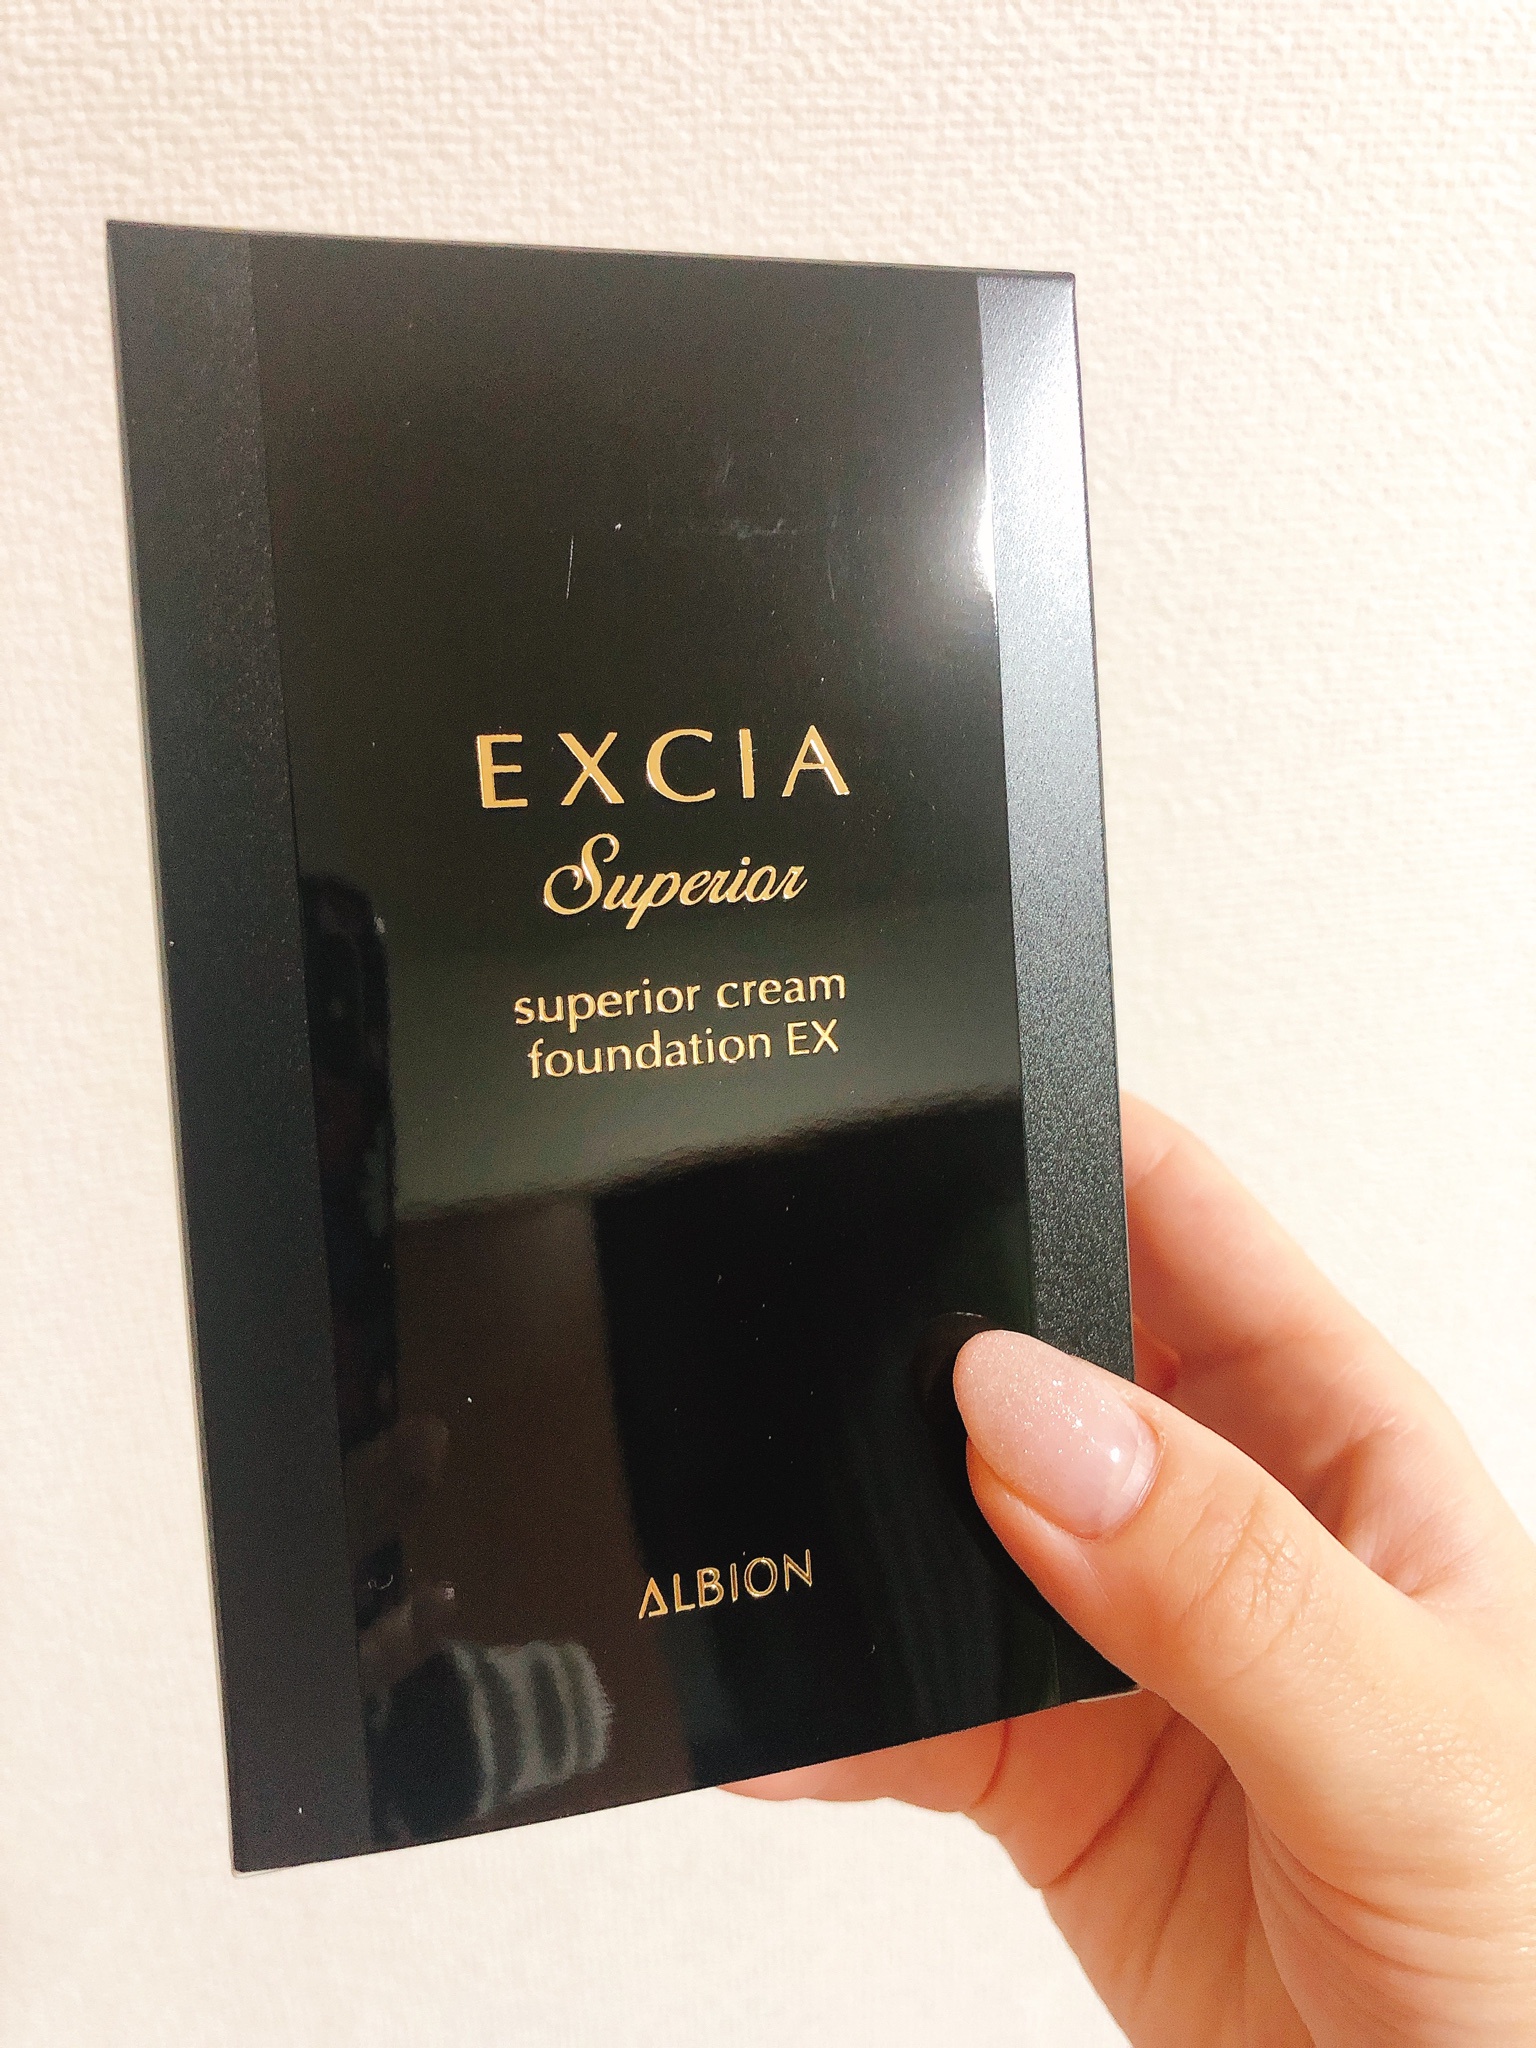 EXCIA
Superior
superior cream
foundation EX
ALBION